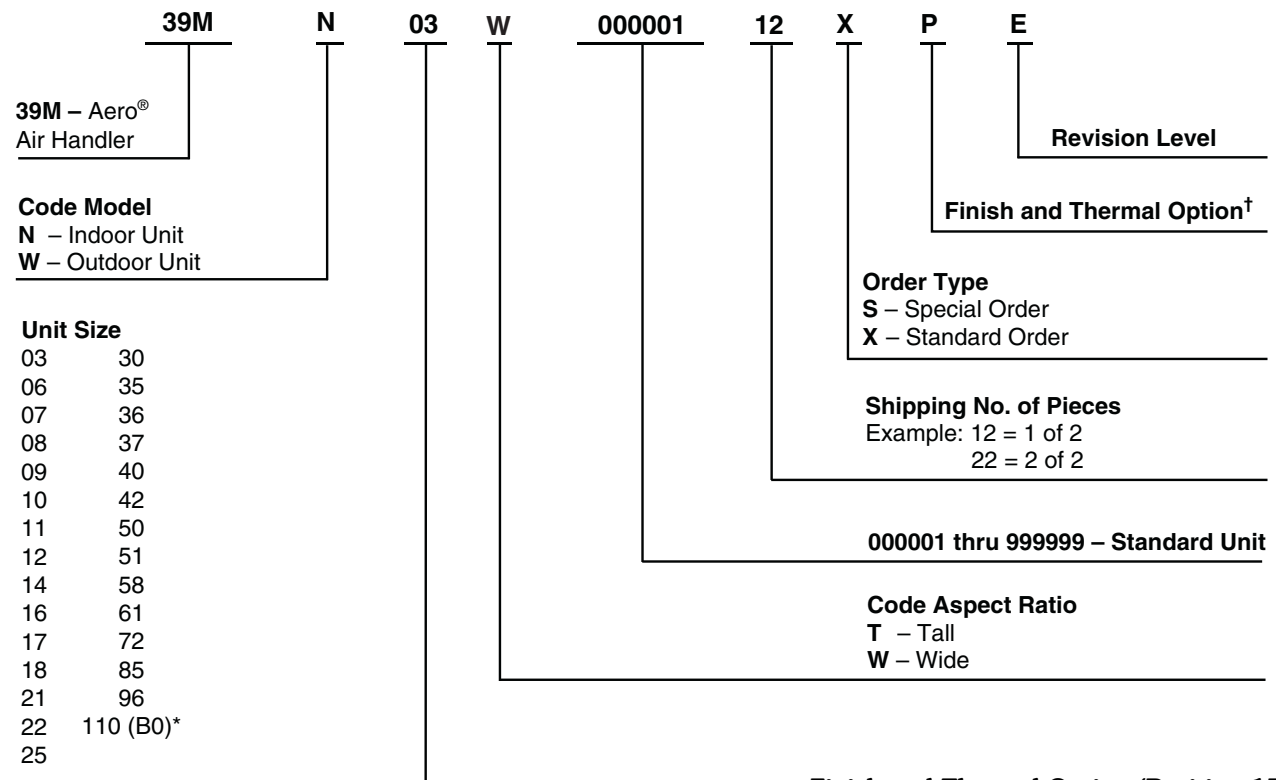 39M N 03 W 000001 12 X P E
39M – Aero®
Air Handler
Code Model
N – Indoor Unit
W – Outdoor Unit
Unit Size
03 30
06 35
07 36
08 37
09 40
10 42
11 50
12 51
14 58
16 61
17 72
18 85
21 96
22 110 (B0)*
25
Revision Level
Finish and Thermal Option†
Order Type
S – Special Order
X – Standard Order
Shipping No. of Pieces
Example: 12 = 1 of 2
22 = 2 of 2
000001 thru 999999 – Standard Unit
Code Aspect Ratio
T – Tall
W – Wide